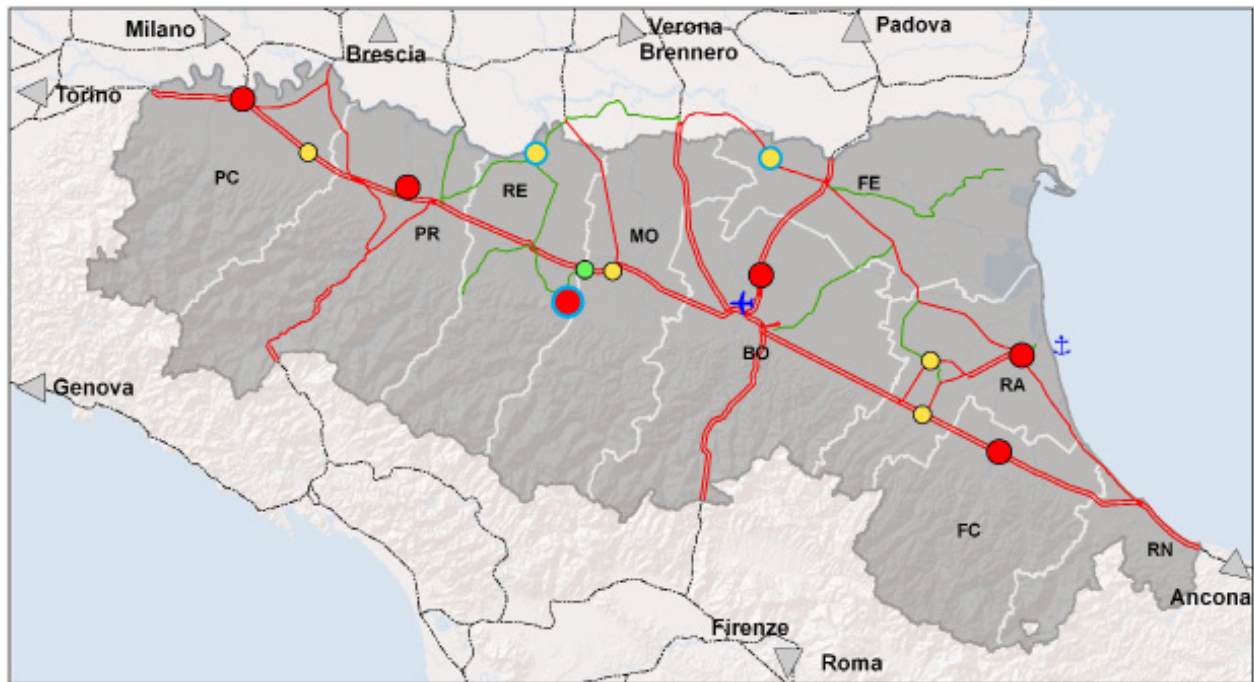 Milano
Verona
Padova
Brescia
Brennero
Torino
PC
RE
FE
PR
MO
BO
Genova
RA
FC
RN
Ancona
Firenze
Roma